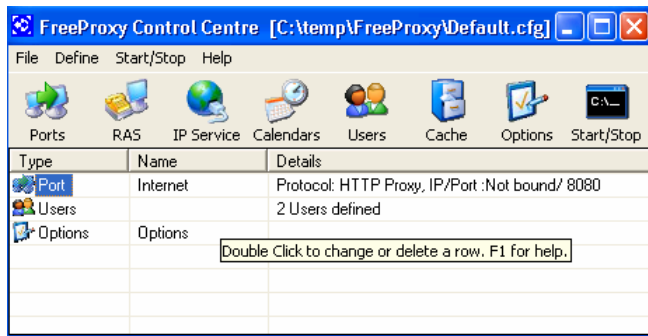 FreeProxy Control Centre [C:\temp\FreeProxy\Default.cfg]
File Define Start/Stop Help
C:\_
Ports RAS IP Service Calendars Users Cache Options Start/Stop
Type Name Details
Port Internet Protocol: HTTP Proxy, IP/Port :Not bound/ 8080
Users 2 Users defined
Options Options
Double Click to change or delete a row. F1 for help.